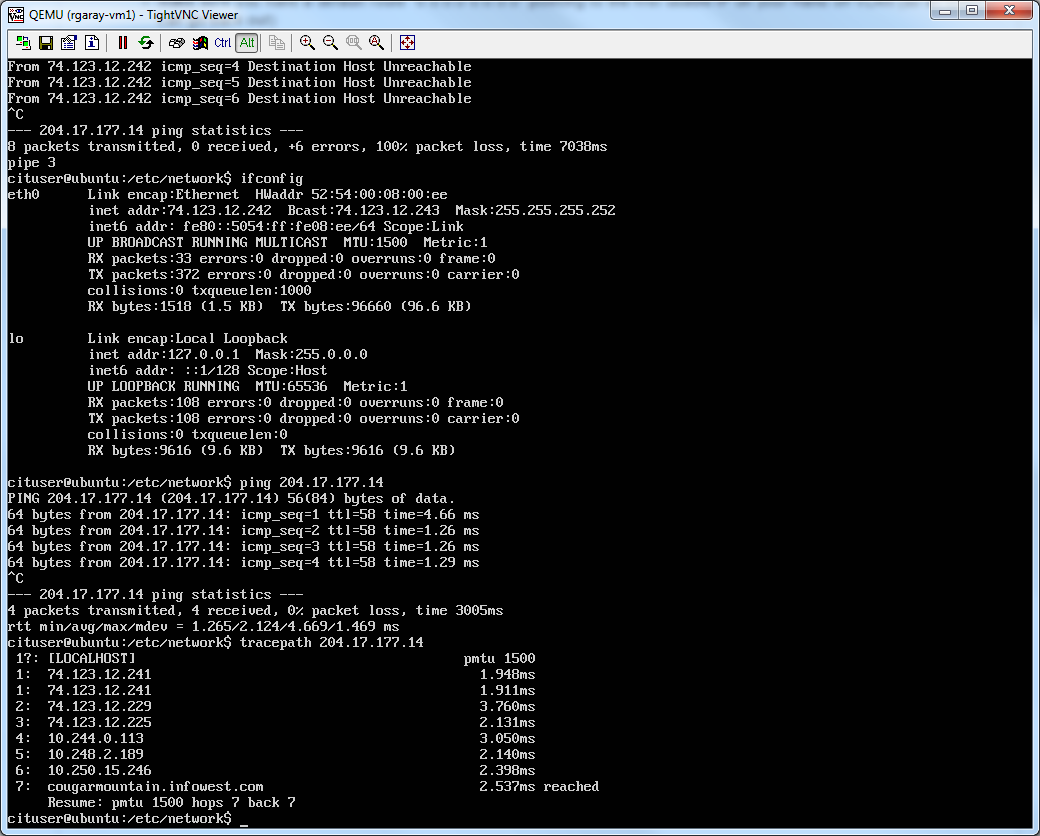 QEMU (rgaray-vm1) - TightVNC Viewer
Ctrl Alt
From 74.123.12.242 icmp_seq=4 Destination Host Unreachable
From 74.123.12.242 icmp_seq=5 Destination Host Unreachable
From 74.123.12.242 icmp_seq=6 Destination Host Unreachable
^C
--- 204.17.177.14 ping statistics ---
8 packets transmitted, 0 received, +6 errors, 100% packet loss, time 7038ms
pipe 3
cituser@ubuntu:/etc/network$ ifconfig
eth0      Link encap:Ethernet  HWaddr 52:54:00:08:00:ee
          inet addr:74.123.12.242  Bcast:74.123.12.243  Mask:255.255.255.252
          inet6 addr: fe80::5054:ff:fe08:ee/64 Scope:Link
          UP BROADCAST RUNNING MULTICAST  MTU:1500  Metric:1
          RX packets:33 errors:0 dropped:0 overruns:0 frame:0
          TX packets:372 errors:0 dropped:0 overruns:0 carrier:0
          collisions:0 txqueuelen:1000
          RX bytes:1518 (1.5 KB)  TX bytes:96660 (96.6 KB)
lo        Link encap:Local Loopback
          inet addr:127.0.0.1  Mask:255.0.0.0
          inet6 addr: ::1/128 Scope:Host
          UP LOOPBACK RUNNING  MTU:65536  Metric:1
          RX packets:108 errors:0 dropped:0 overruns:0 frame:0
          TX packets:108 errors:0 dropped:0 overruns:0 carrier:0
          collisions:0 txqueuelen:0
          RX bytes:9616 (9.6 KB)  TX bytes:9616 (9.6 KB)
cituser@ubuntu:/etc/network$ ping 204.17.177.14
PING 204.17.177.14 (204.17.177.14) 56(84) bytes of data.
64 bytes from 204.17.177.14: icmp_seq=1 ttl=58 time=4.66 ms
64 bytes from 204.17.177.14: icmp_seq=2 ttl=58 time=1.26 ms
64 bytes from 204.17.177.14: icmp_seq=3 ttl=58 time=1.26 ms
64 bytes from 204.17.177.14: icmp_seq=4 ttl=58 time=1.29 ms
^C
--- 204.17.177.14 ping statistics ---
4 packets transmitted, 4 received, 0% packet loss, time 3005ms
rtt min/avg/max/mdev = 1.265/2.124/4.669/1.469 ms
cituser@ubuntu:/etc/network$ tracepath 204.17.177.14
 1?: [LOCALHOST]                                         pmtu 1500
 1:  74.123.12.241                                         1.948ms
 1:  74.123.12.241                                         1.911ms
 2:  74.123.12.229                                         3.760ms
 3:  74.123.12.225                                         2.131ms
 4:  10.244.0.113                                          3.050ms
 5:  10.248.2.189                                          2.140ms
 6:  10.250.15.246                                         2.398ms
 7:  cougarmountain.infowest.com                           2.537ms reached
     Resume: pmtu 1500 hops 7 back 7
cituser@ubuntu:/etc/network$ _